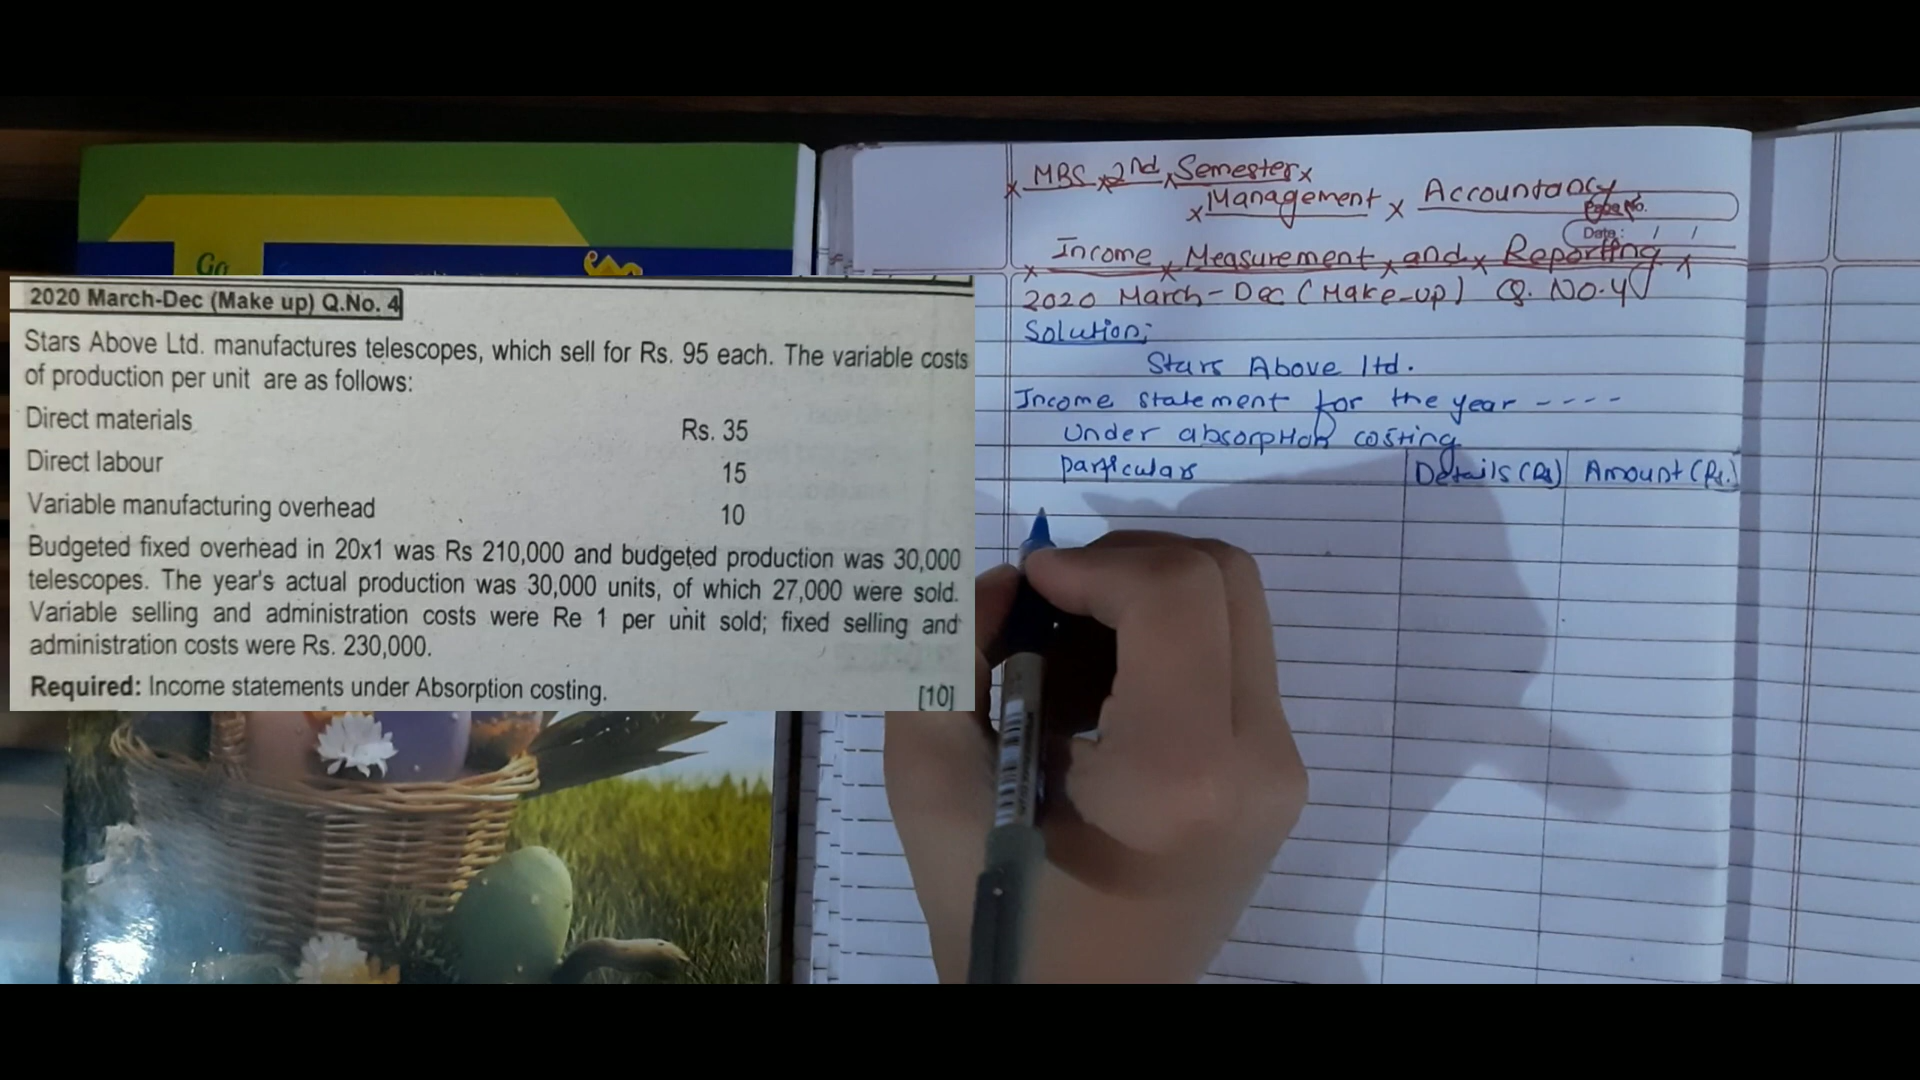 Go
2020 March-Dec (Make up) Q.No. 4
Stars Above Ltd. manufactures telescopes, which sell for Rs. 95 each. The variable costs
of production per unit are as follows:
Direct materials Rs. 35
Direct labour 15
Variable manufacturing overhead 10
Budgeted fixed overhead in 20x1 was Rs 210,000 and budgeted production was 30,000
telescopes. The year's actual production was 30,000 units, of which 27,000 were sold.
Variable selling and administration costs were Re 1 per unit sold; fixed selling and
administration costs were Rs. 230,000.
Required: Income statements under Absorption costing. [10]
MBS 2nd Semester
Management Accountancy
Page No.
Date: / /
Income Measurement and Reporting
2020 March-Dec (Make-up) Q. No.4
Solution;
Stars Above ltd.
Income statement for the year ----
Under absorption costing
particulars Details (Rs) Amount (Rs.)